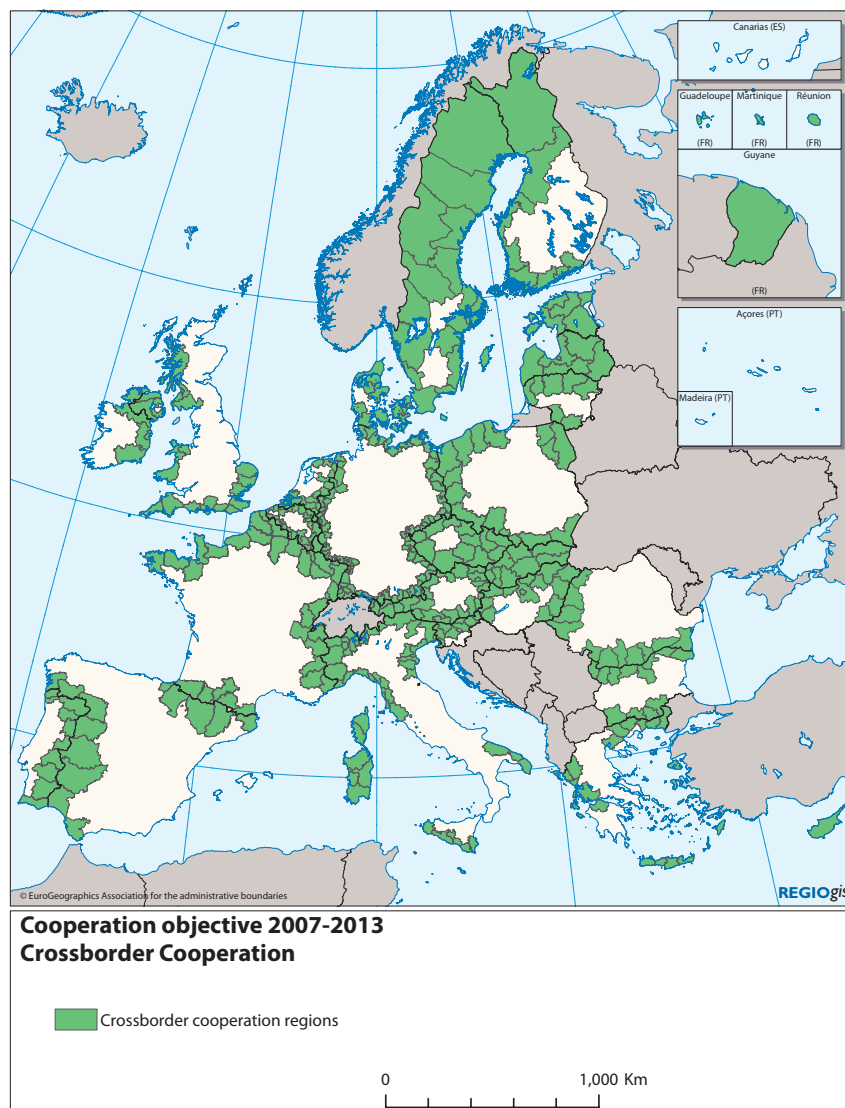 Canarias (ES)
Guadeloupe
Martinique
Réunion
(FR)
(FR)
(FR)
Guyane
(FR)
Açores (PT)
Madeira (PT)
© EuroGeographics Association for the administrative boundaries
REGIOgis
Cooperation objective 2007-2013
Crossborder Cooperation
Crossborder cooperation regions
0
1,000 Km